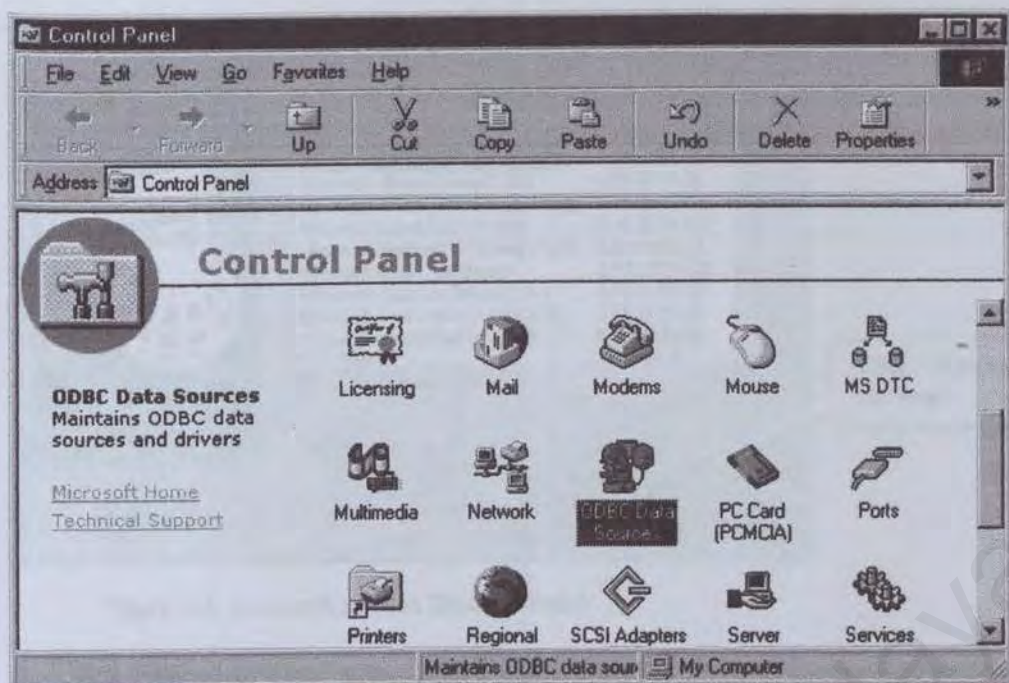 Control Panel
File Edit View Go Favorites Help
Back Forward Up Cut Copy Paste Undo Delete Properties »
Address Control Panel
Control Panel
ODBC Data Sources
Maintains ODBC data
sources and drivers
Microsoft Home
Technical Support
Licensing Mail Modems Mouse MS DTC
Multimedia Network ODBC Data Sources PC Card (PCMCIA) Ports
Printers Regional SCSI Adapters Server Services
Maintains ODBC data sour My Computer